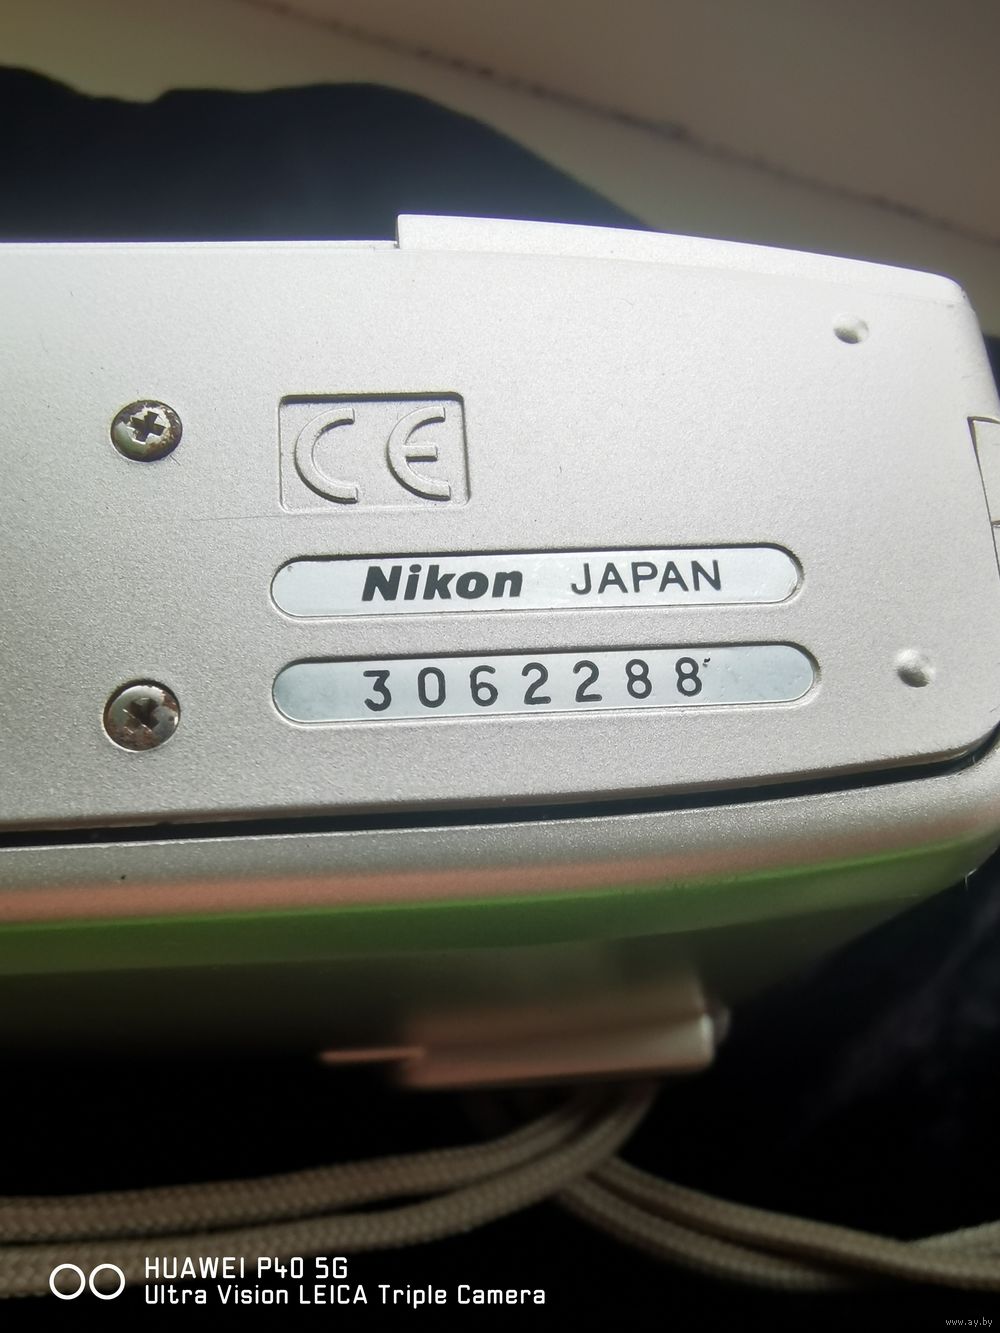 CE
Nikon JAPAN
3062288
HUAWEI P40 5G
Ultra Vision LEICA Triple Camera
www.ay.by